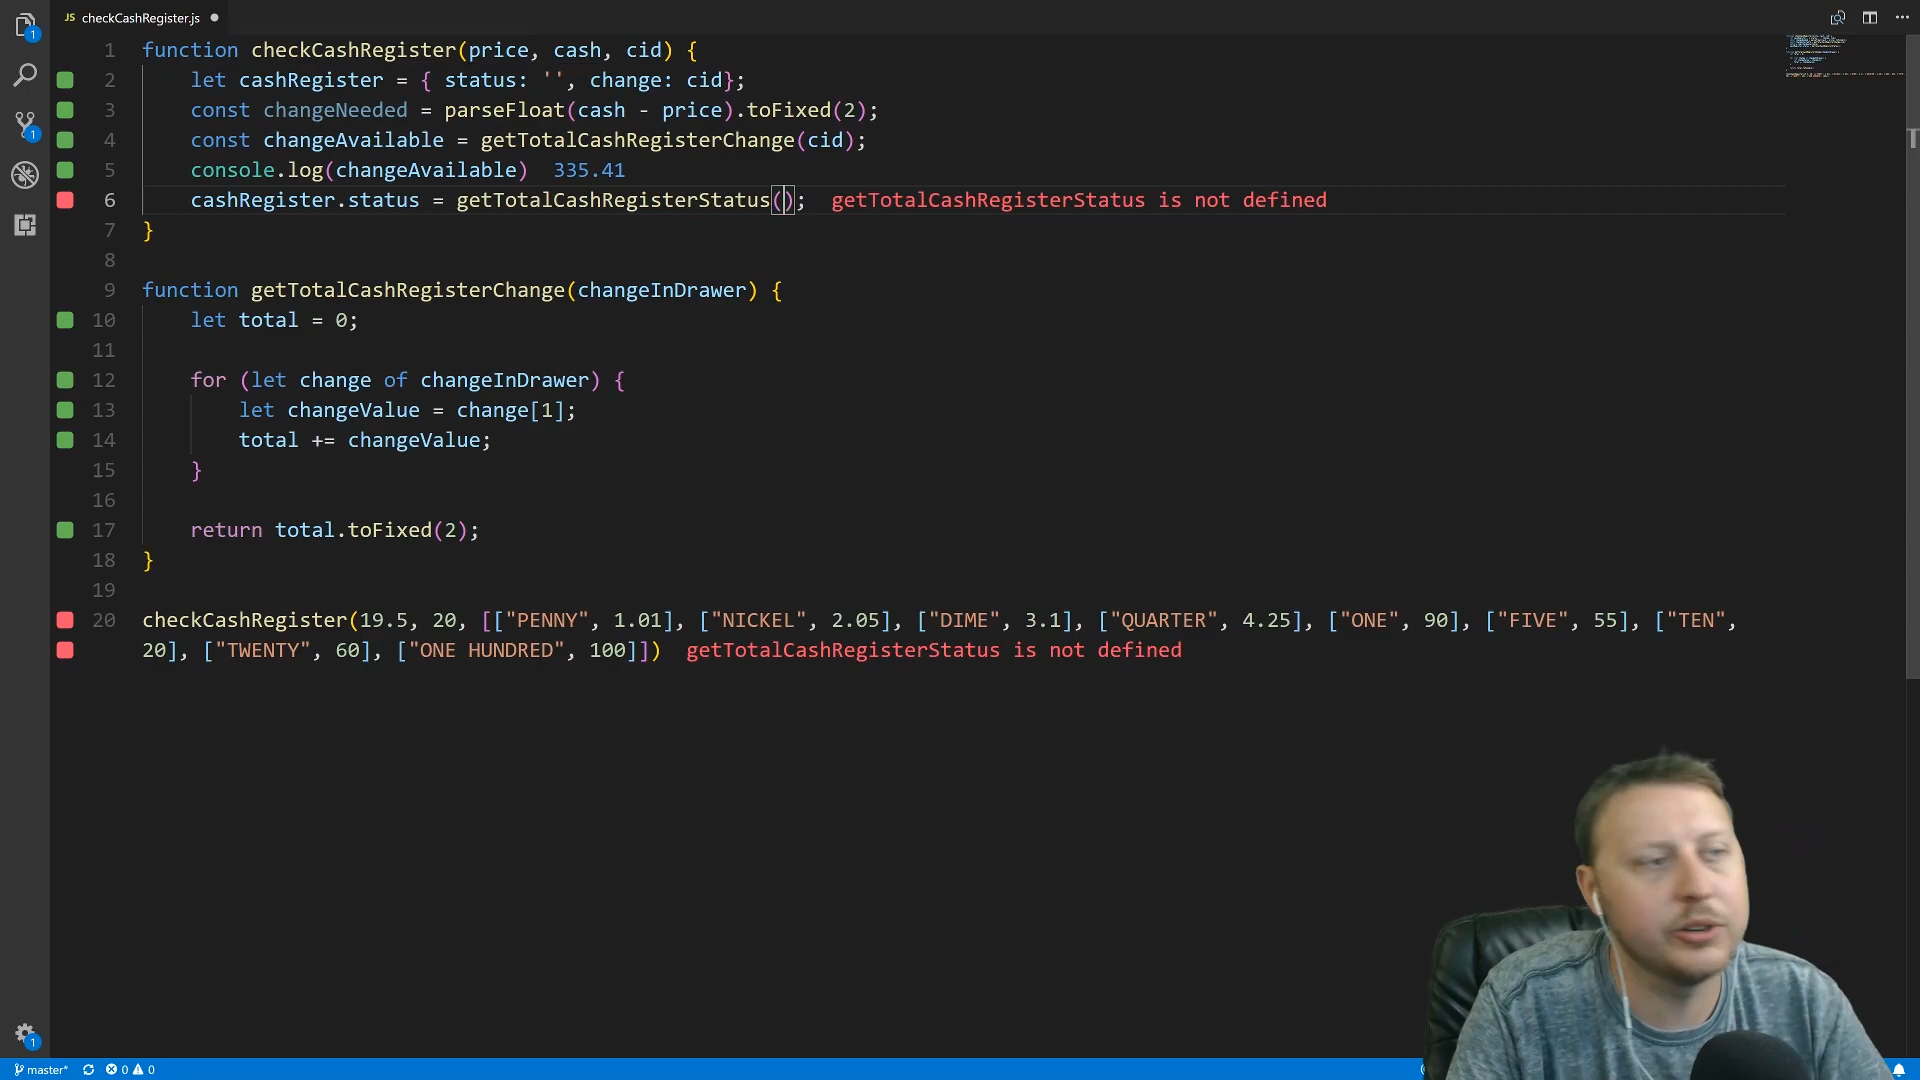 JS checkCashRegister.js
1 function checkCashRegister(price, cash, cid) {
2 let cashRegister = { status: '', change: cid};
3 const changeNeeded = parseFloat(cash - price).toFixed(2);
4 const changeAvailable = getTotalCashRegisterChange(cid);
5 console.log(changeAvailable) 335.41
6 cashRegister.status = getTotalCashRegisterStatus(); getTotalCashRegisterStatus is not defined
7 }
8
9 function getTotalCashRegisterChange(changeInDrawer) {
10 let total = 0;
11
12 for (let change of changeInDrawer) {
13 let changeValue = change[1];
14 total += changeValue;
15 }
16
17 return total.toFixed(2);
18 }
19
20 checkCashRegister(19.5, 20, [["PENNY", 1.01], ["NICKEL", 2.05], ["DIME", 3.1], ["QUARTER", 4.25], ["ONE", 90], ["FIVE", 55], ["TEN",
20], ["TWENTY", 60], ["ONE HUNDRED", 100]]) getTotalCashRegisterStatus is not defined
1
1
1
master* 0 0